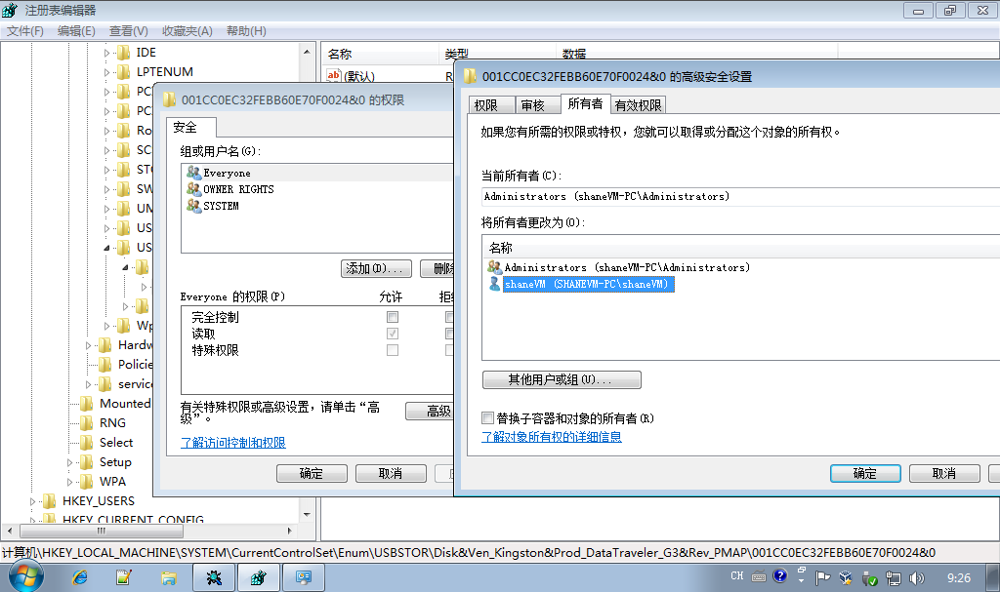 注册表编辑器
文件(F) 编辑(E) 查看(V) 收藏夹(A) 帮助(H)
IDE
LPTENUM
PC
PC
Ro
SC
STO
SW
UM
US
US
Wp
Hardw
Policie
service
Mounted
RNG
Select
Setup
WPA
HKEY_USERS
HKEY_CURRENT_CONFIG
名称 类型 数据
ab (默认) R
001CC0EC32FEBB60E70F0024&0 的权限
安全
组或用户名(G):
Everyone
OWNER RIGHTS
SYSTEM
添加(D)... 删除
Everyone 的权限(P) 允许 拒绝
完全控制
读取
特殊权限
有关特殊权限或高级设置，请单击“高
级”。
高级
了解访问控制和权限
确定 取消
001CC0EC32FEBB60E70F0024&0 的高级安全设置
权限 审核 所有者 有效权限
如果您有所需的权限或特权，您就可以取得或分配这个对象的所有权。
当前所有者(C):
Administrators (shaneVM-PC\Administrators)
将所有者更改为(O):
名称
Administrators (shaneVM-PC\Administrators)
shaneVM (SHANEVM-PC\shaneVM)
其他用户或组(U)...
替换子容器和对象的所有者(R)
了解对象所有权的详细信息
确定 取消
计算机\HKEY_LOCAL_MACHINE\SYSTEM\CurrentControlSet\Enum\USBSTOR\Disk&Ven_Kingston&Prod_DataTraveler_G3&Rev_PMAP\001CC0EC32FEBB60E70F0024&0
CH 9:26